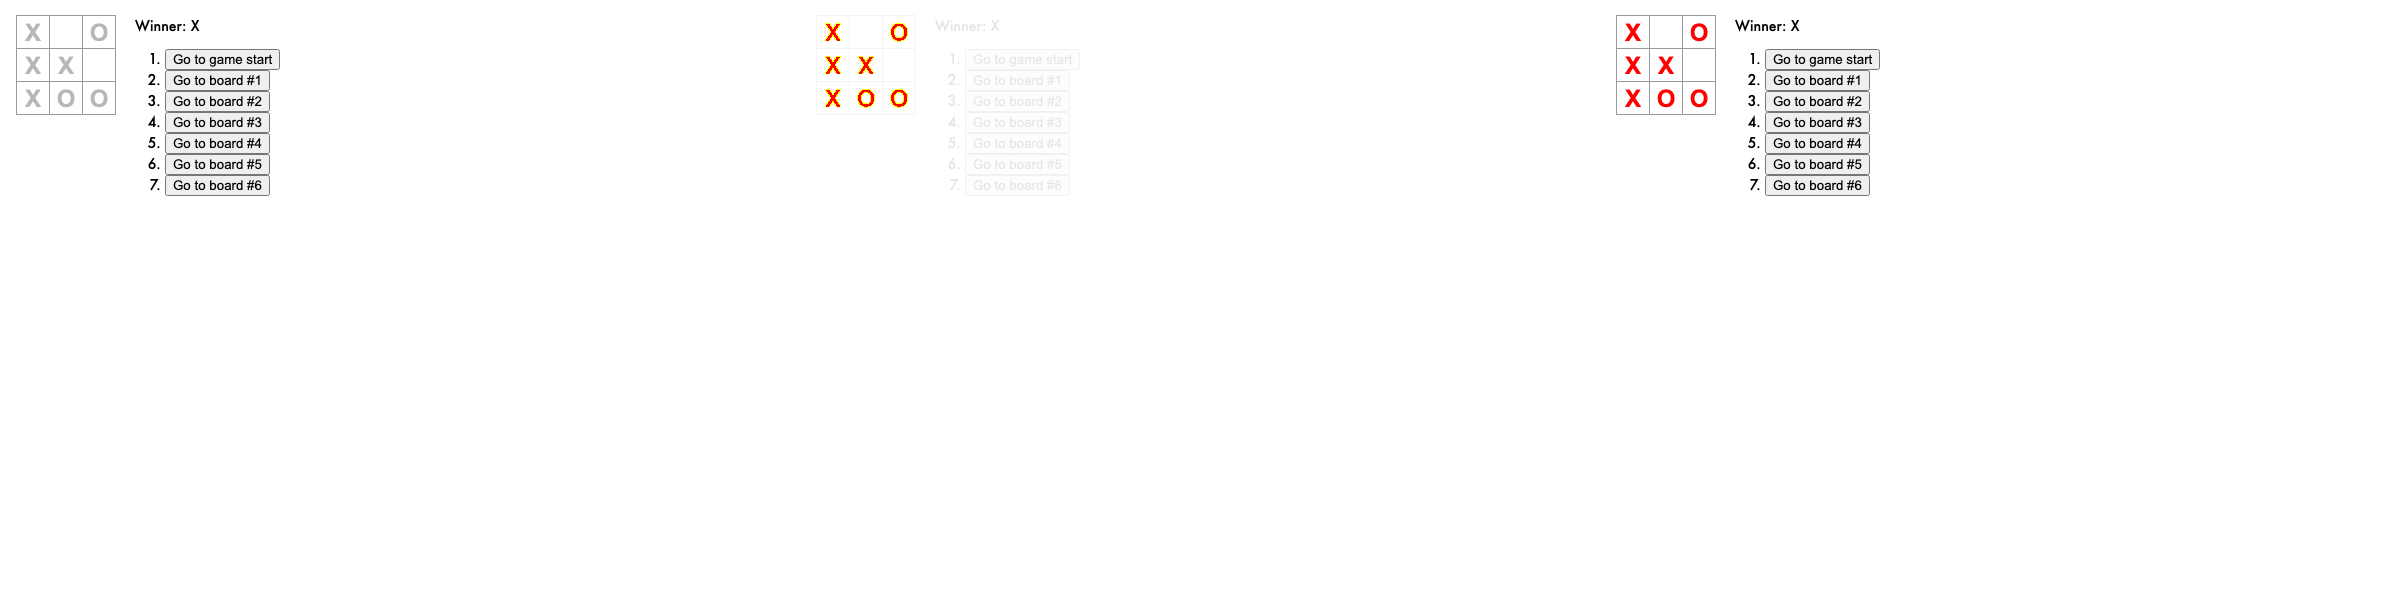 X O
X X
X O O
Winner: X
1. Go to game start
2. Go to board #1
3. Go to board #2
4. Go to board #3
5. Go to board #4
6. Go to board #5
7. Go to board #6
X O
X X
X O O
Winner: X
1. Go to game start
2. Go to board #1
3. Go to board #2
4. Go to board #3
5. Go to board #4
6. Go to board #5
7. Go to board #6
X O
X X
X O O
Winner: X
1. Go to game start
2. Go to board #1
3. Go to board #2
4. Go to board #3
5. Go to board #4
6. Go to board #5
7. Go to board #6